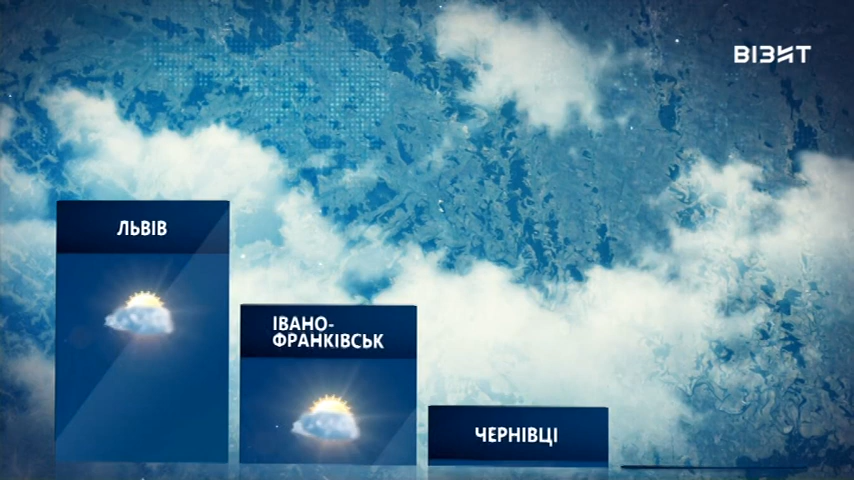 ВІЗИТ
ЛЬВІВ
ІВАНО-
ФРАНКІВСЬК
ЧЕРНІВЦІ